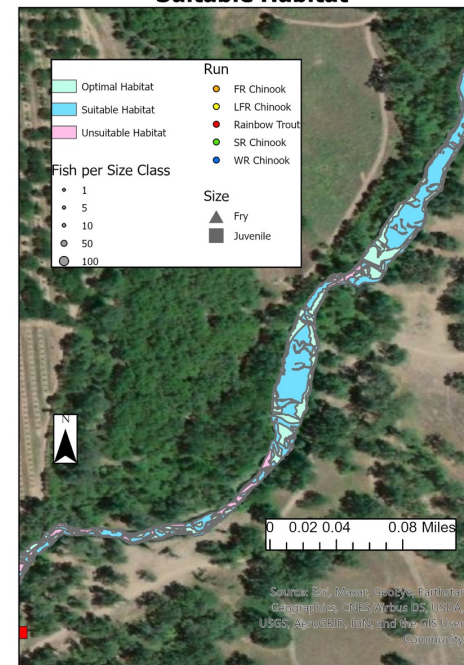 Suitable Habitat
Optimal Habitat
Suitable Habitat
Unsuitable Habitat
Fish per Size Class
1
5
10
50
100
Run
FR Chinook
LFR Chinook
Rainbow Trout
SR Chinook
WR Chinook
Size
Fry
Juvenile
N
0 0.02 0.04 0.08 Miles
Source: Esri, Maxar, GeoEye, Earthstar
Geographics, CNES/Airbus DS, USDA,
USGS, AeroGRID, IGN, and the GIS User
Community